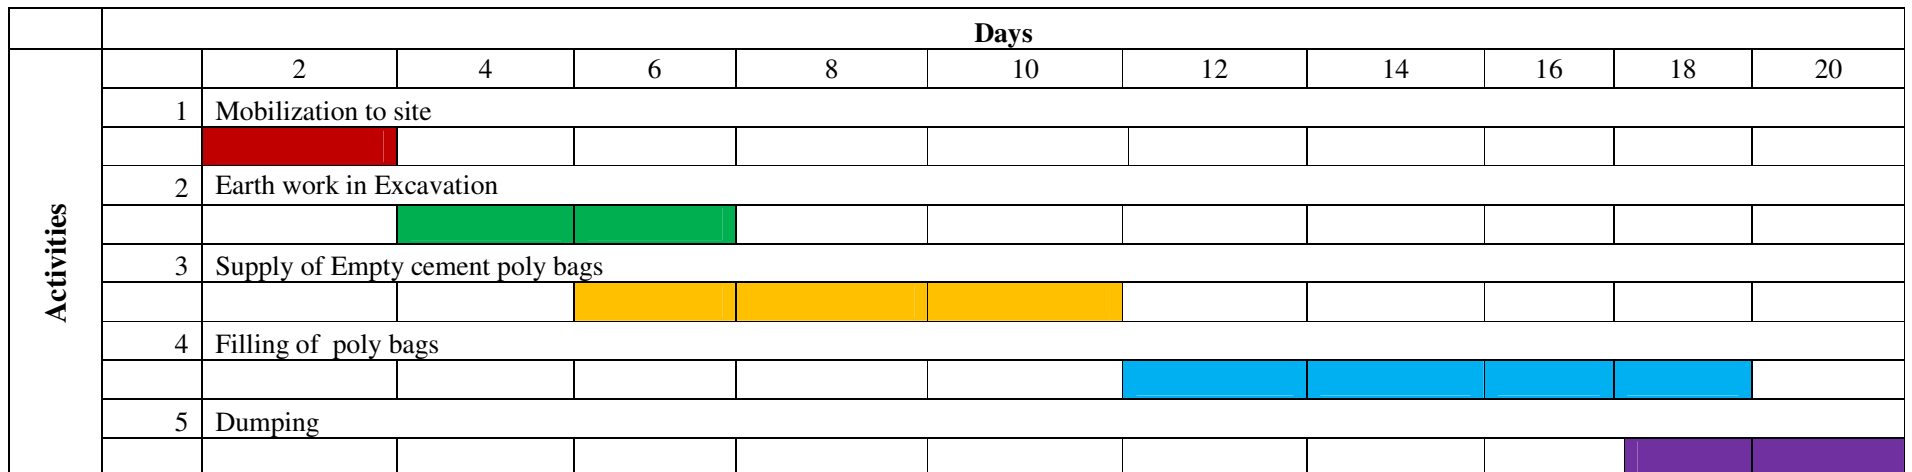 Days
2 4 6 8 10 12 14 16 18 20
Activities
1 Mobilization to site
2 Earth work in Excavation
3 Supply of Empty cement poly bags
4 Filling of poly bags
5 Dumping